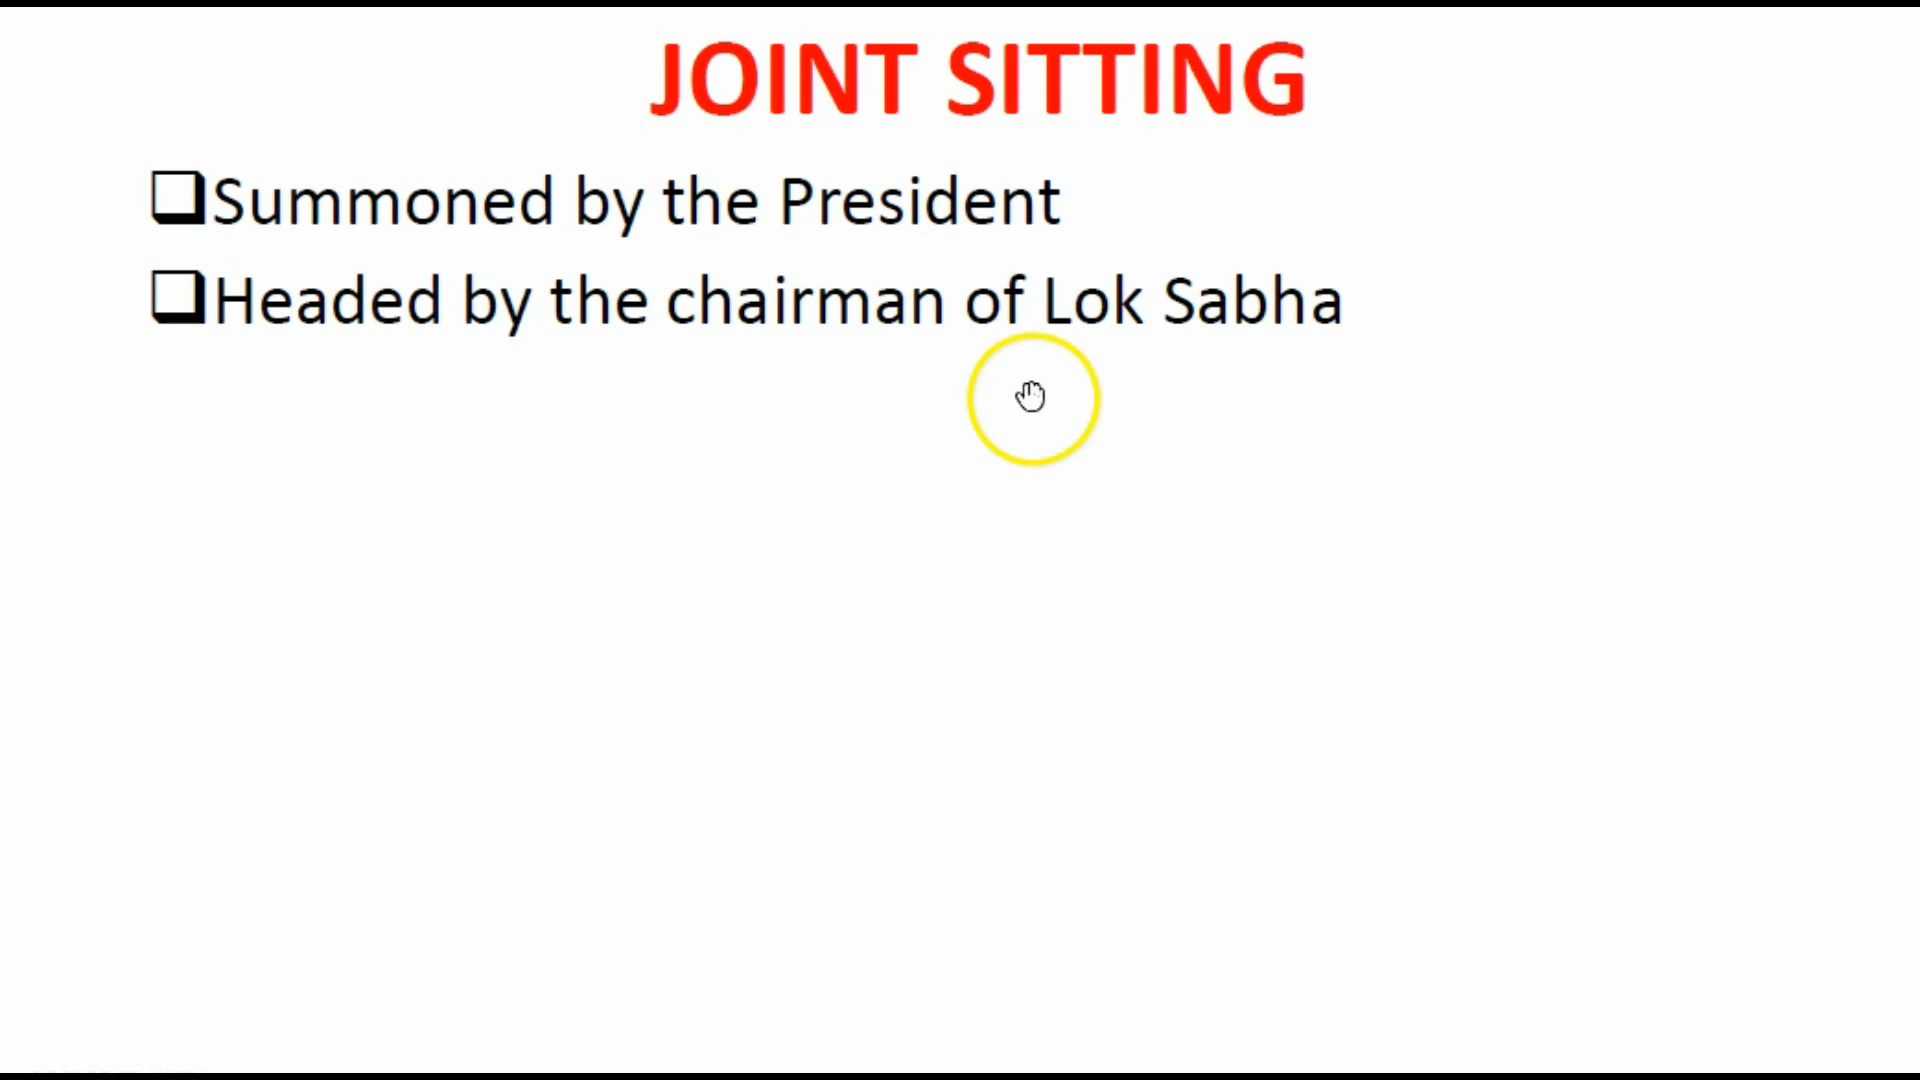 JOINT SITTING
Summoned by the President
Headed by the chairman of Lok Sabha